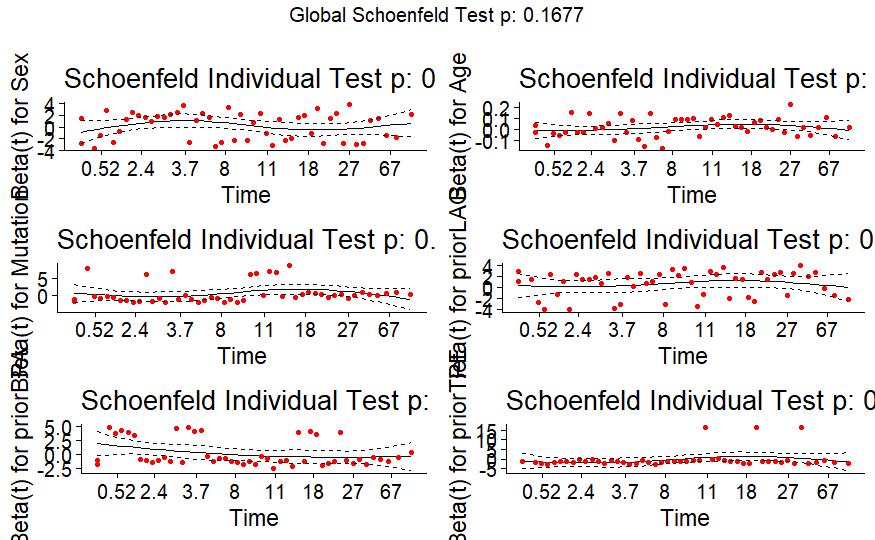 Global Schoenfeld Test p: 0.1677
Schoenfeld Individual Test p: 0
Beta(t) for Sex
4
2
0
-2
-4
0.52 2.4 3.7 8 11 18 27 67
Time
Schoenfeld Individual Test p:
Beta(t) for Age
0.2
0.1
0.0
-0.1
0.52 2.4 3.7 8 11 18 27 67
Time
Schoenfeld Individual Test p: 0.
Beta(t) for Mutation
5
0
0.52 2.4 3.7 8 11 18 27 67
Time
Schoenfeld Individual Test p: 0
Beta(t) for priorLAG
4
2
0
-2
-4
0.52 2.4 3.7 8 11 18 27 67
Time
Schoenfeld Individual Test p:
Beta(t) for priorBRA
5.0
2.5
0.0
-2.5
0.52 2.4 3.7 8 11 18 27 67
Time
Schoenfeld Individual Test p: 0
Beta(t) for priorTPE
15
10
5
0
-5
0.52 2.4 3.7 8 11 18 27 67
Time